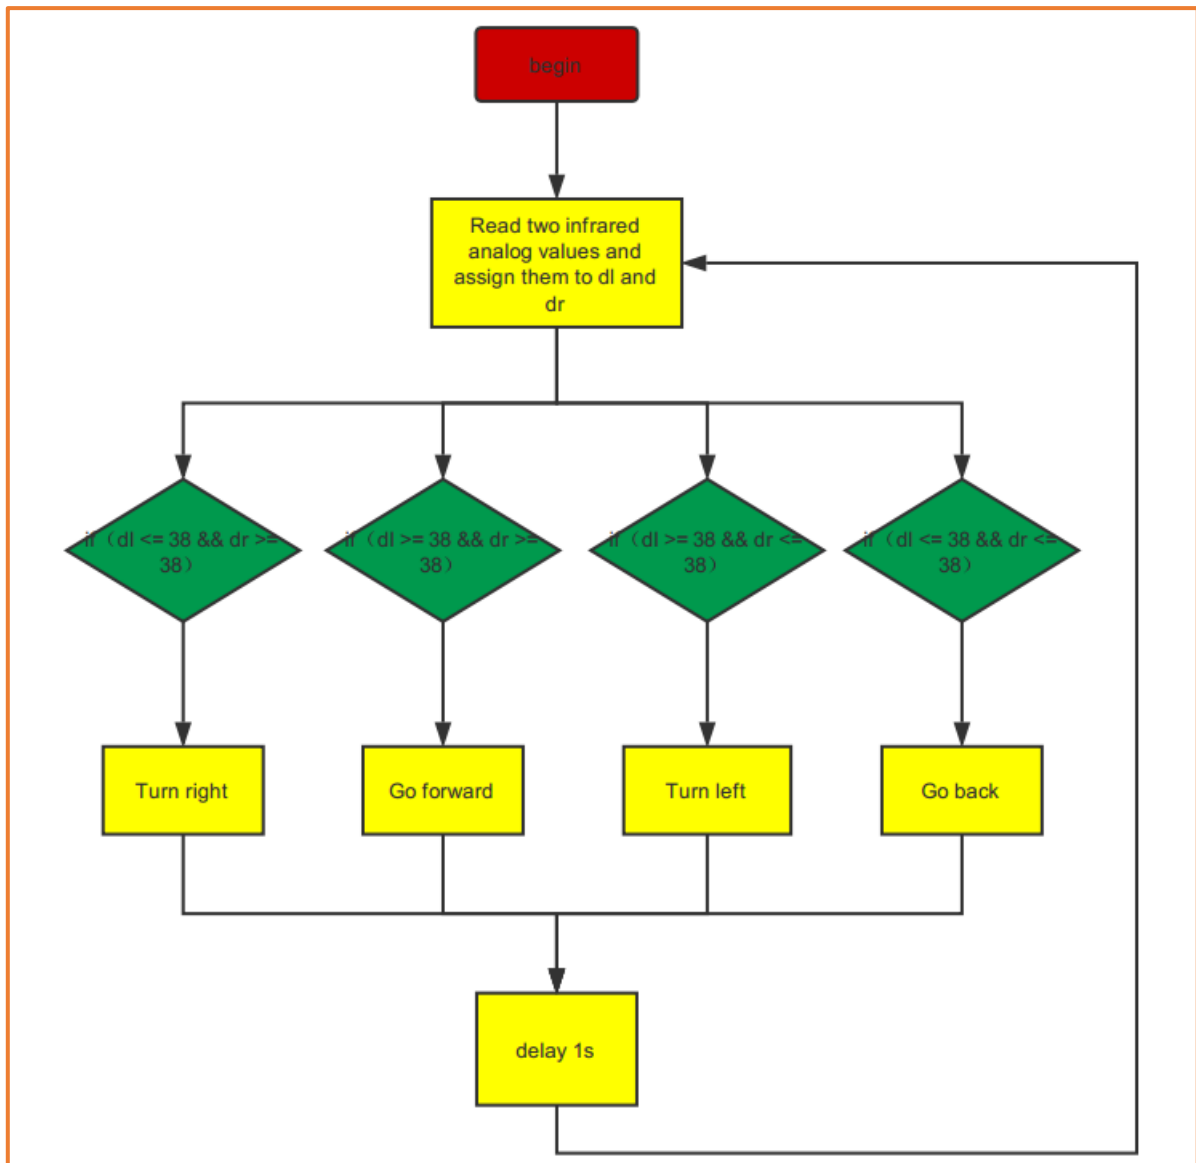 begin
Read two infrared
analog values and
assign them to dl and
dr
if（dl <= 38 && dr >=
38）
if（dl >= 38 && dr >=
38）
if（dl >= 38 && dr <=
38）
if（dl <= 38 && dr <=
38）
Turn right
Go forward
Turn left
Go back
delay 1s